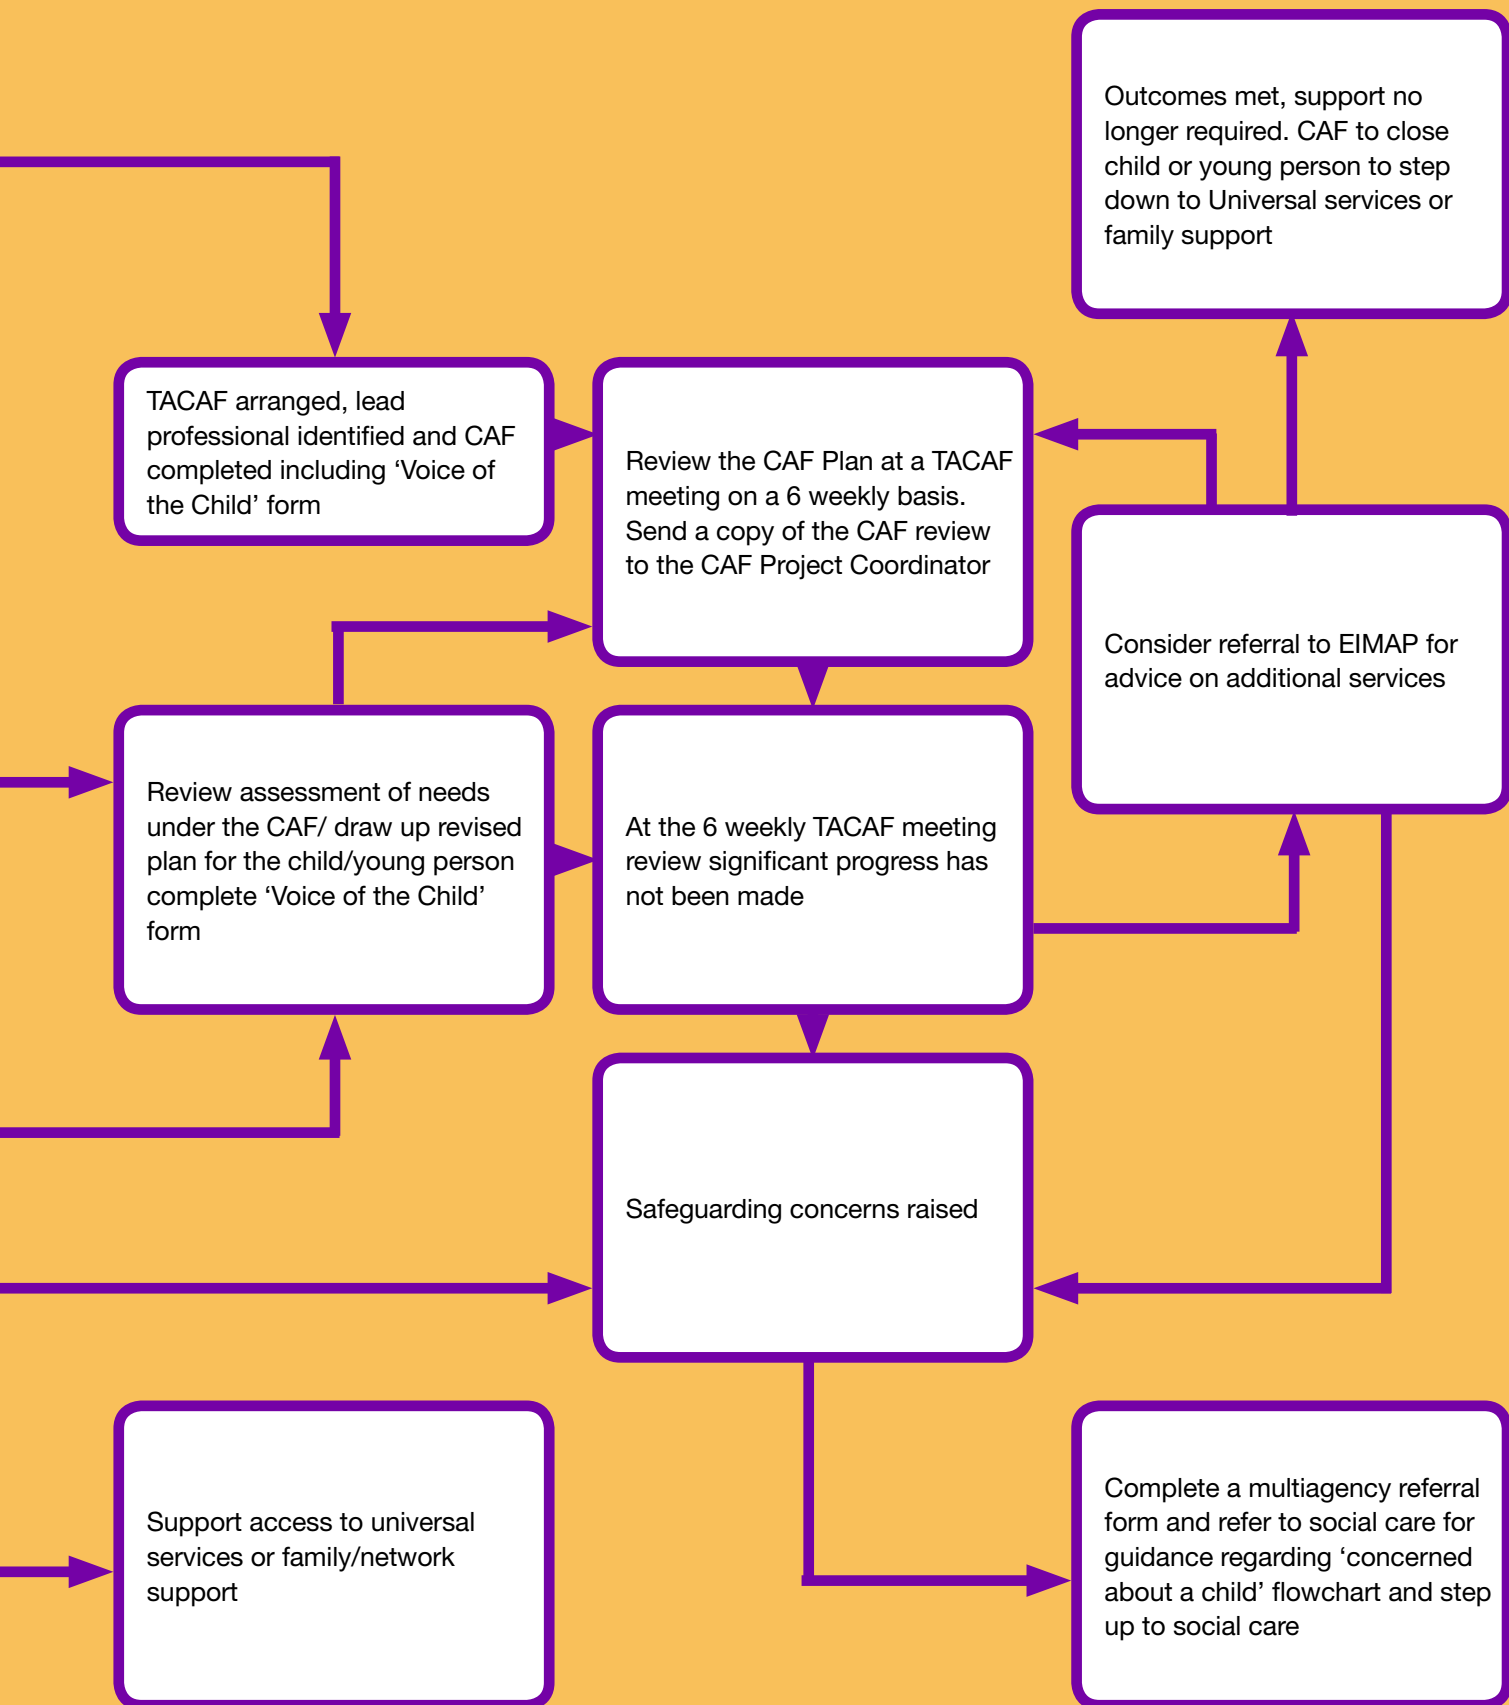 Outcomes met, support no
longer required. CAF to close
child or young person to step
down to Universal services or
family support
TACAF arranged, lead
professional identified and CAF
completed including ‘Voice of
the Child’ form
Review the CAF Plan at a TACAF
meeting on a 6 weekly basis.
Send a copy of the CAF review
to the CAF Project Coordinator
Consider referral to EIMAP for
advice on additional services
Review assessment of needs
under the CAF/ draw up revised
plan for the child/young person
complete ‘Voice of the Child’
form
At the 6 weekly TACAF meeting
review significant progress has
not been made
Safeguarding concerns raised
Support access to universal
services or family/network
support
Complete a multiagency referral
form and refer to social care for
guidance regarding ‘concerned
about a child’ flowchart and step
up to social care